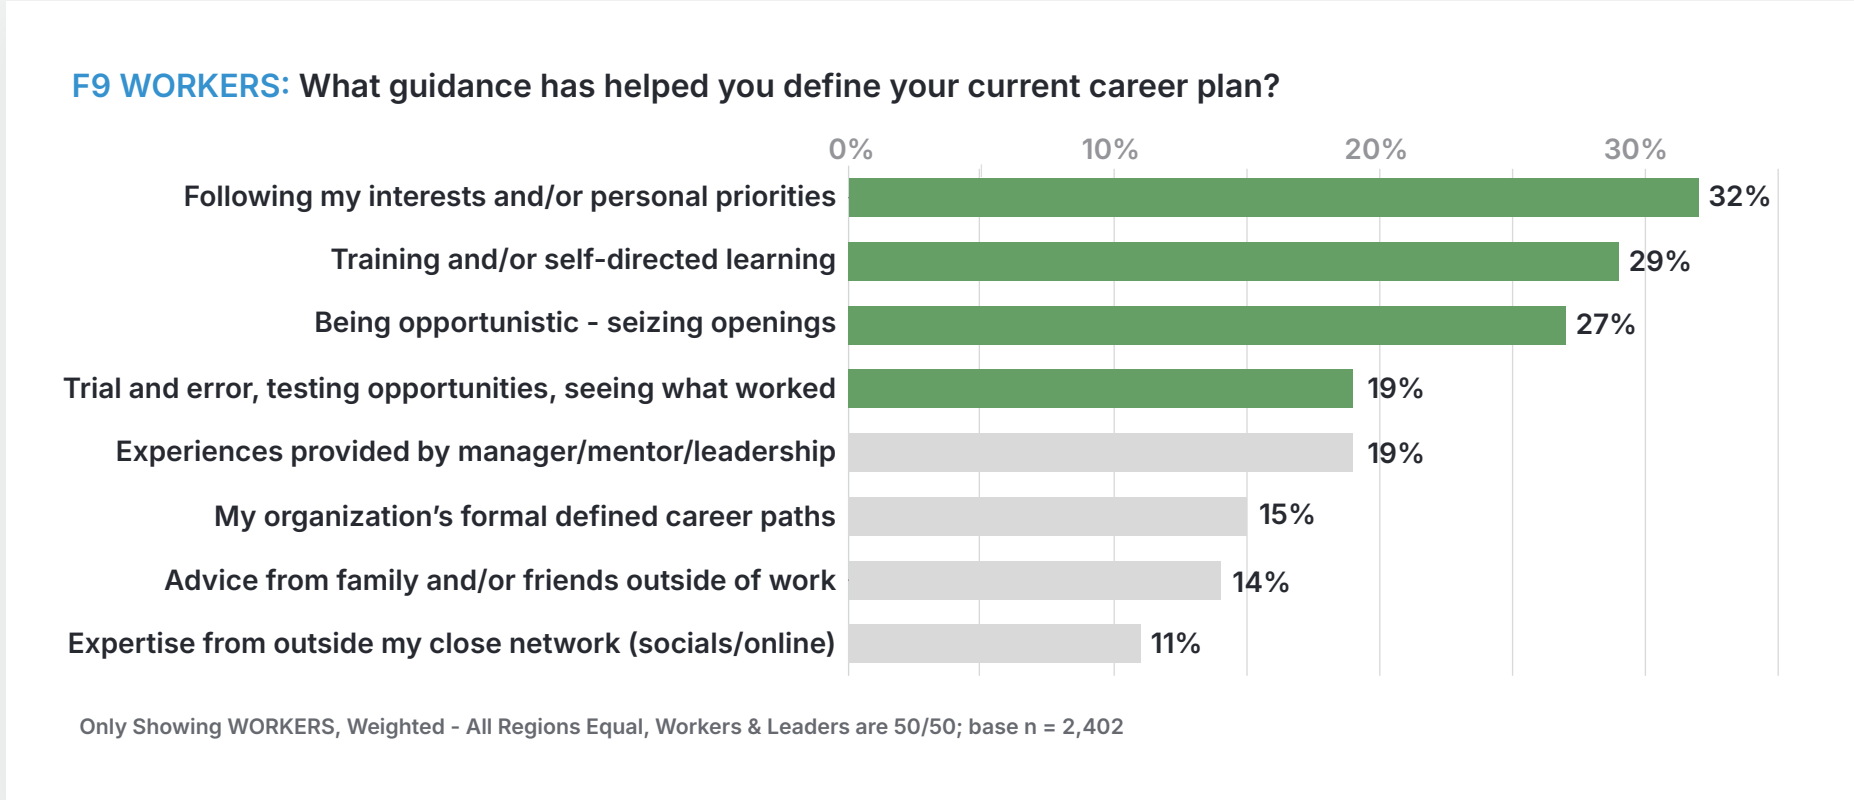 F9 WORKERS: What guidance has helped you define your current career plan?
0% 10% 20% 30%
Following my interests and/or personal priorities 32%
Training and/or self-directed learning 29%
Being opportunistic - seizing openings 27%
Trial and error, testing opportunities, seeing what worked 19%
Experiences provided by manager/mentor/leadership 19%
My organization’s formal defined career paths 15%
Advice from family and/or friends outside of work 14%
Expertise from outside my close network (socials/online) 11%
Only Showing WORKERS, Weighted - All Regions Equal, Workers & Leaders are 50/50; base n = 2,402